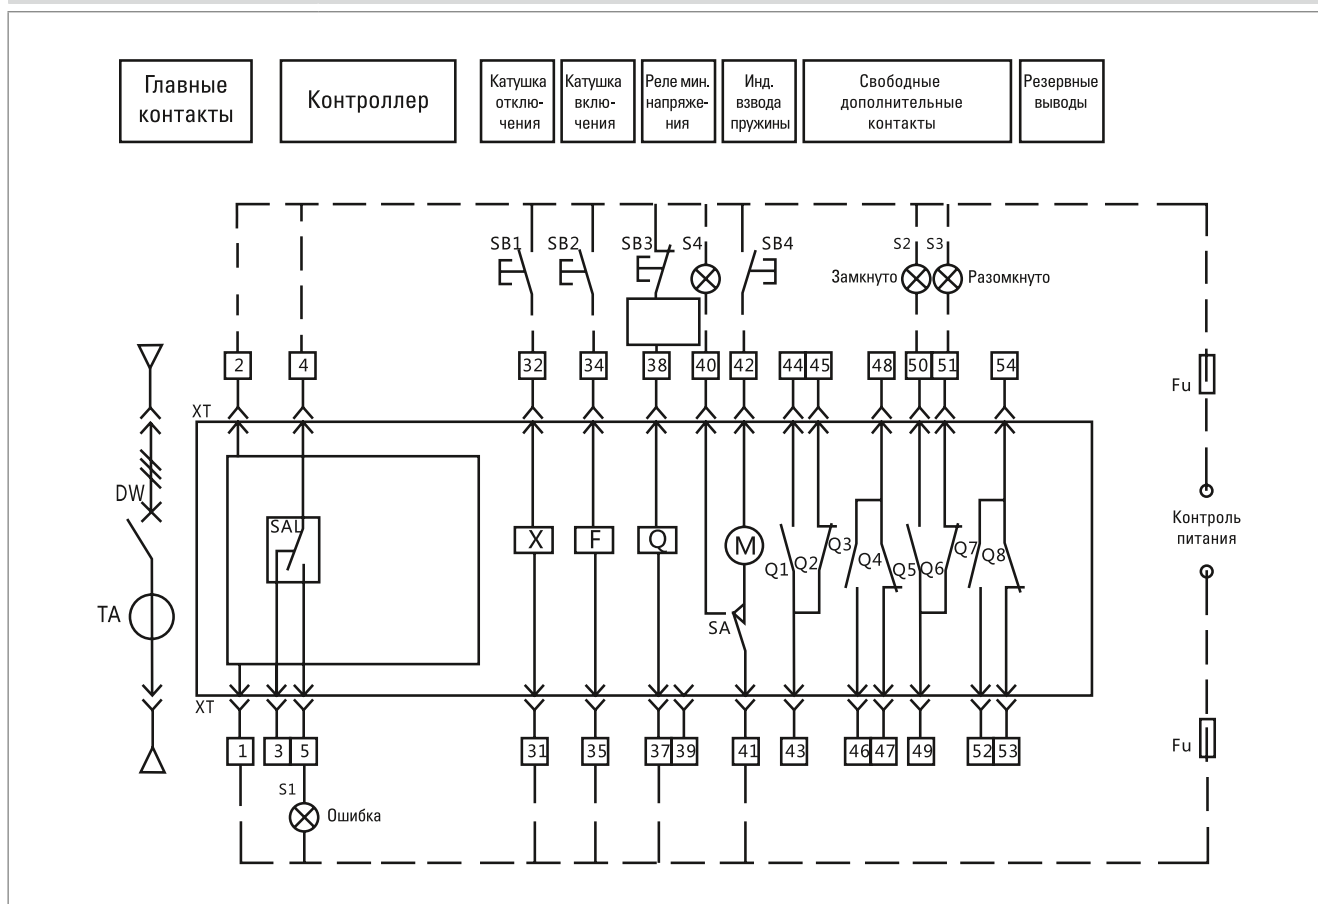 Главные
контакты
Контроллер
Катушка
отклю-
чения
Катушка
вклю-
чения
Реле мин.
напряже-
ния
Инд.
взвода
пружины
Свободные
дополнительные
контакты
Резервные
выводы
SB1
SB2
SB3
S4
SB4
S2
S3
Замкнуто
Разомкнуто
2
4
32
34
38
40
42
44
45
48
50
51
54
Fu
XT
DW
SAL
X
F
Q
M
Q1
Q2
Q3
Q4
Q5
Q6
Q7
Q8
Контроль
питания
TA
SA
XT
1
3
5
31
35
37
39
41
43
46
47
49
52
53
Fu
S1
Ошибка